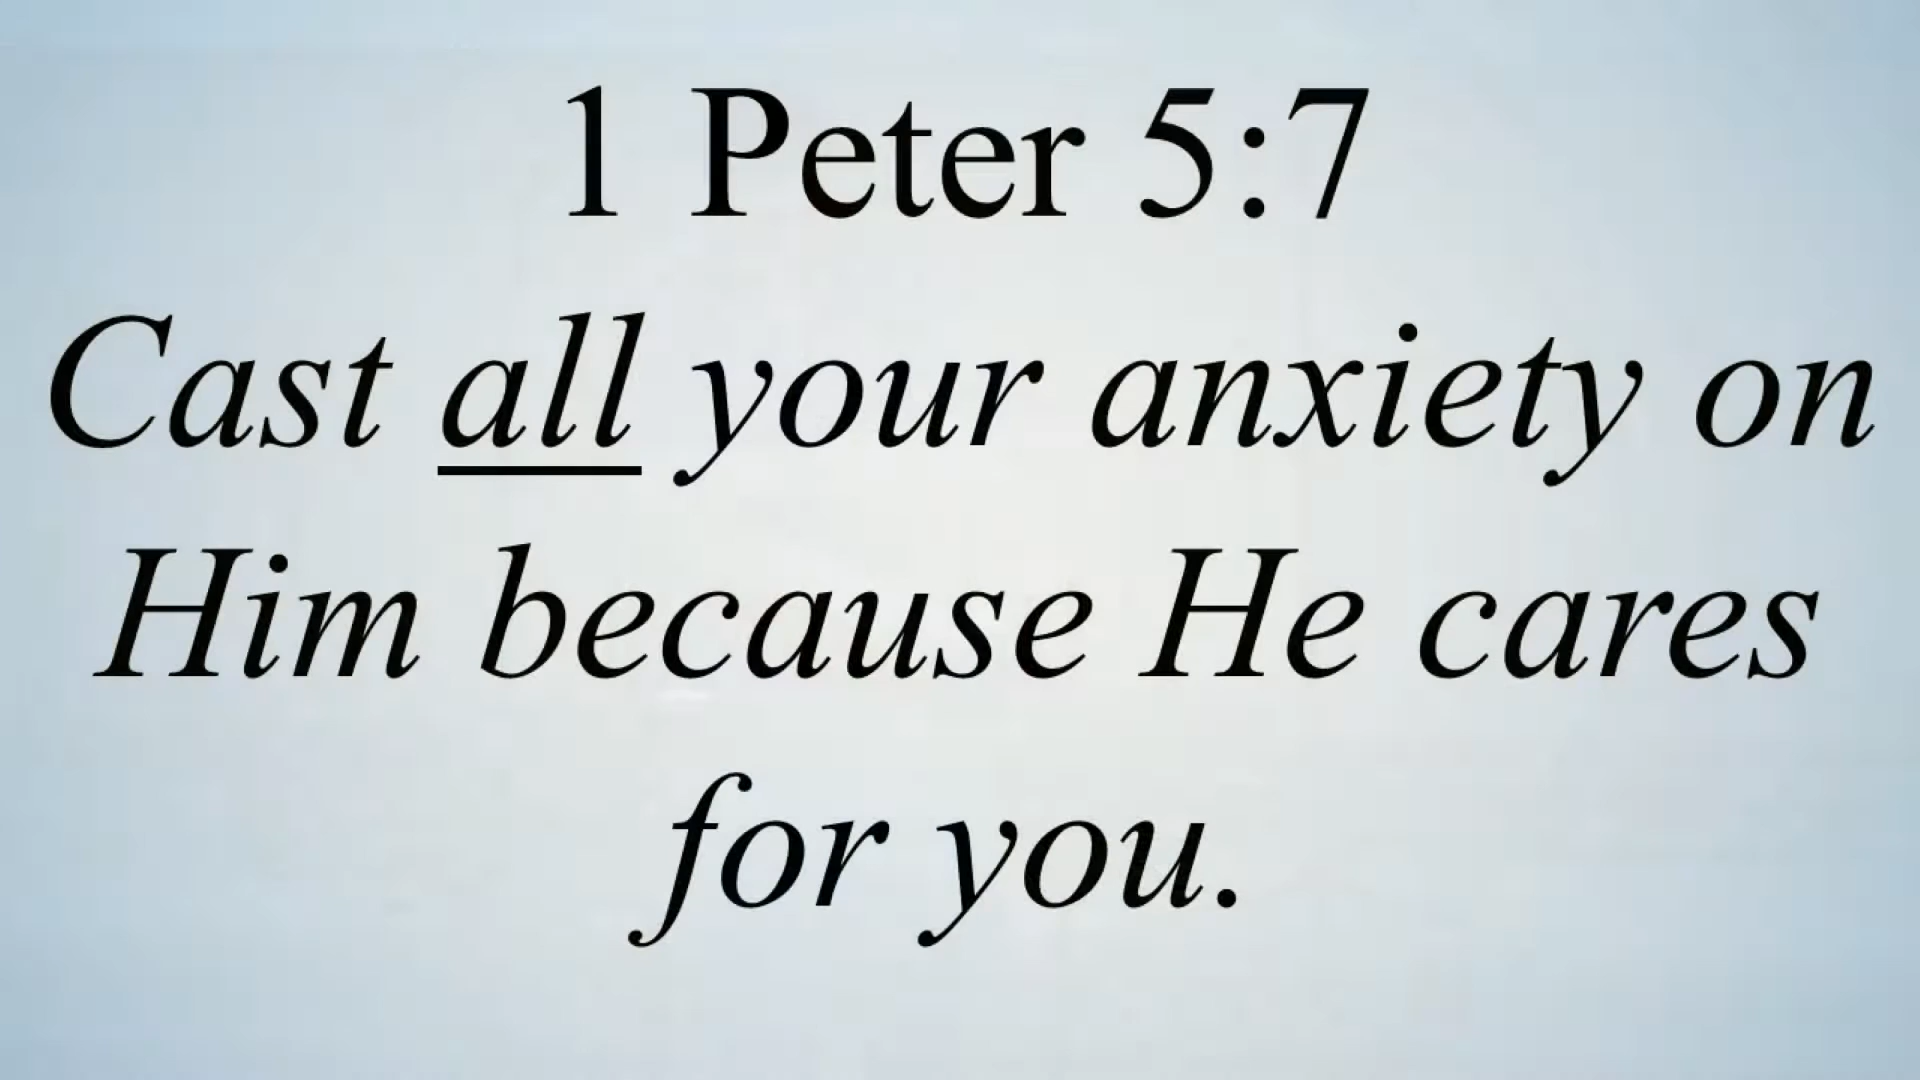 1 Peter 5:7
Cast all your anxiety on
Him because He cares
for you.